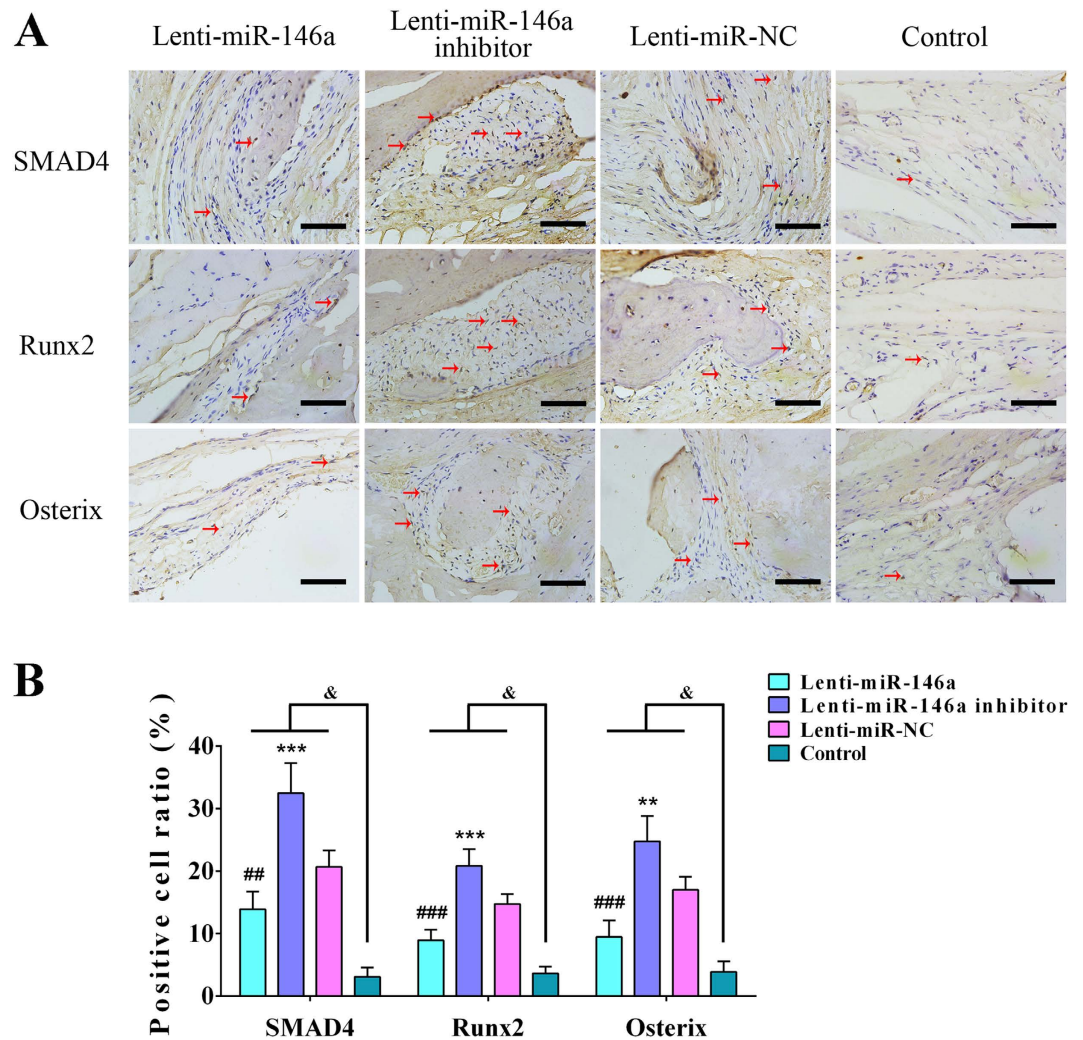 A
Lenti-miR-146a
Lenti-miR-146a
inhibitor
Lenti-miR-NC
Control
SMAD4
Runx2
Osterix
B
Positive cell ratio (%)
40
30
20
10
0
&
&
&
***
##
***
###
**
###
SMAD4
Runx2
Osterix
Lenti-miR-146a
Lenti-miR-146a inhibitor
Lenti-miR-NC
Control